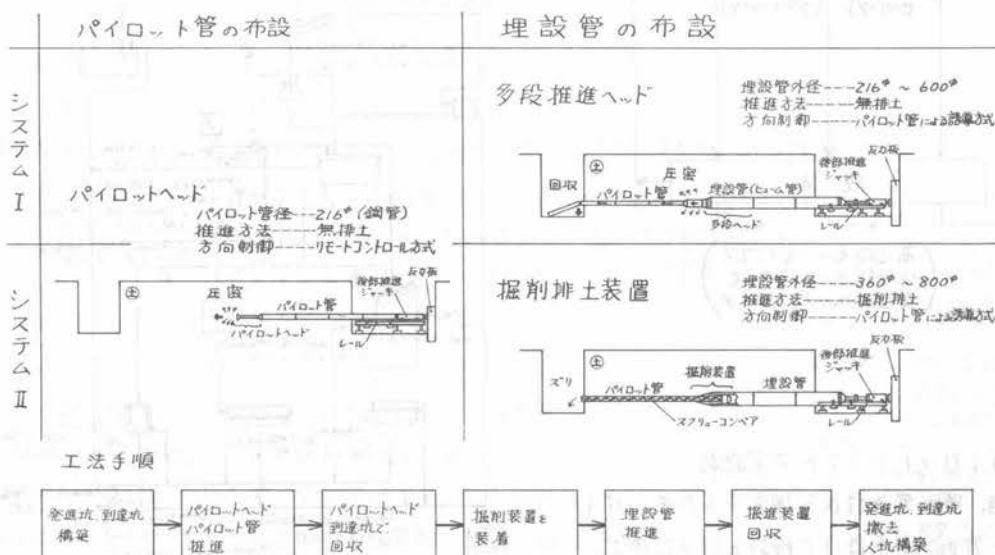 パイロット管の布設
埋設管の布設
システムⅠ
システムⅡ
パイロットヘッド
パイロット管径-----216φ(鋼管)
推進方法-----無排土
方向制御-----リモートコントロール方式
土
圧密
パイロット管
後部推進
ジャッキ
反力板
パイロットヘッド
レール
多段推進ヘッド
埋設管外径----216φ ~ 600φ
推進方法------無排土
方向制御------パイロット管による誘導方式
土
回収
圧密
パイロット管
埋設管(ヒューム管)
後部推進
ジャッキ
反力板
多段ヘッド
レール
掘削排土装置
埋設管外径----360φ ~ 800φ
推進方法------掘削排土
方向制御------パイロット管による誘導方式
土
ズリ
パイロット管
掘削装置
埋設管
後部推進
ジャッキ
反力板
スクリューコンベア
レール
工法手順
発進坑、到達坑
構築
パイロットヘッド
パイロット管
推進
パイロットヘッド
到達坑で
回収
掘削装置を
装着
埋設管
推進
推進装置
回収
発進坑、到達坑
撤去
人坑構築